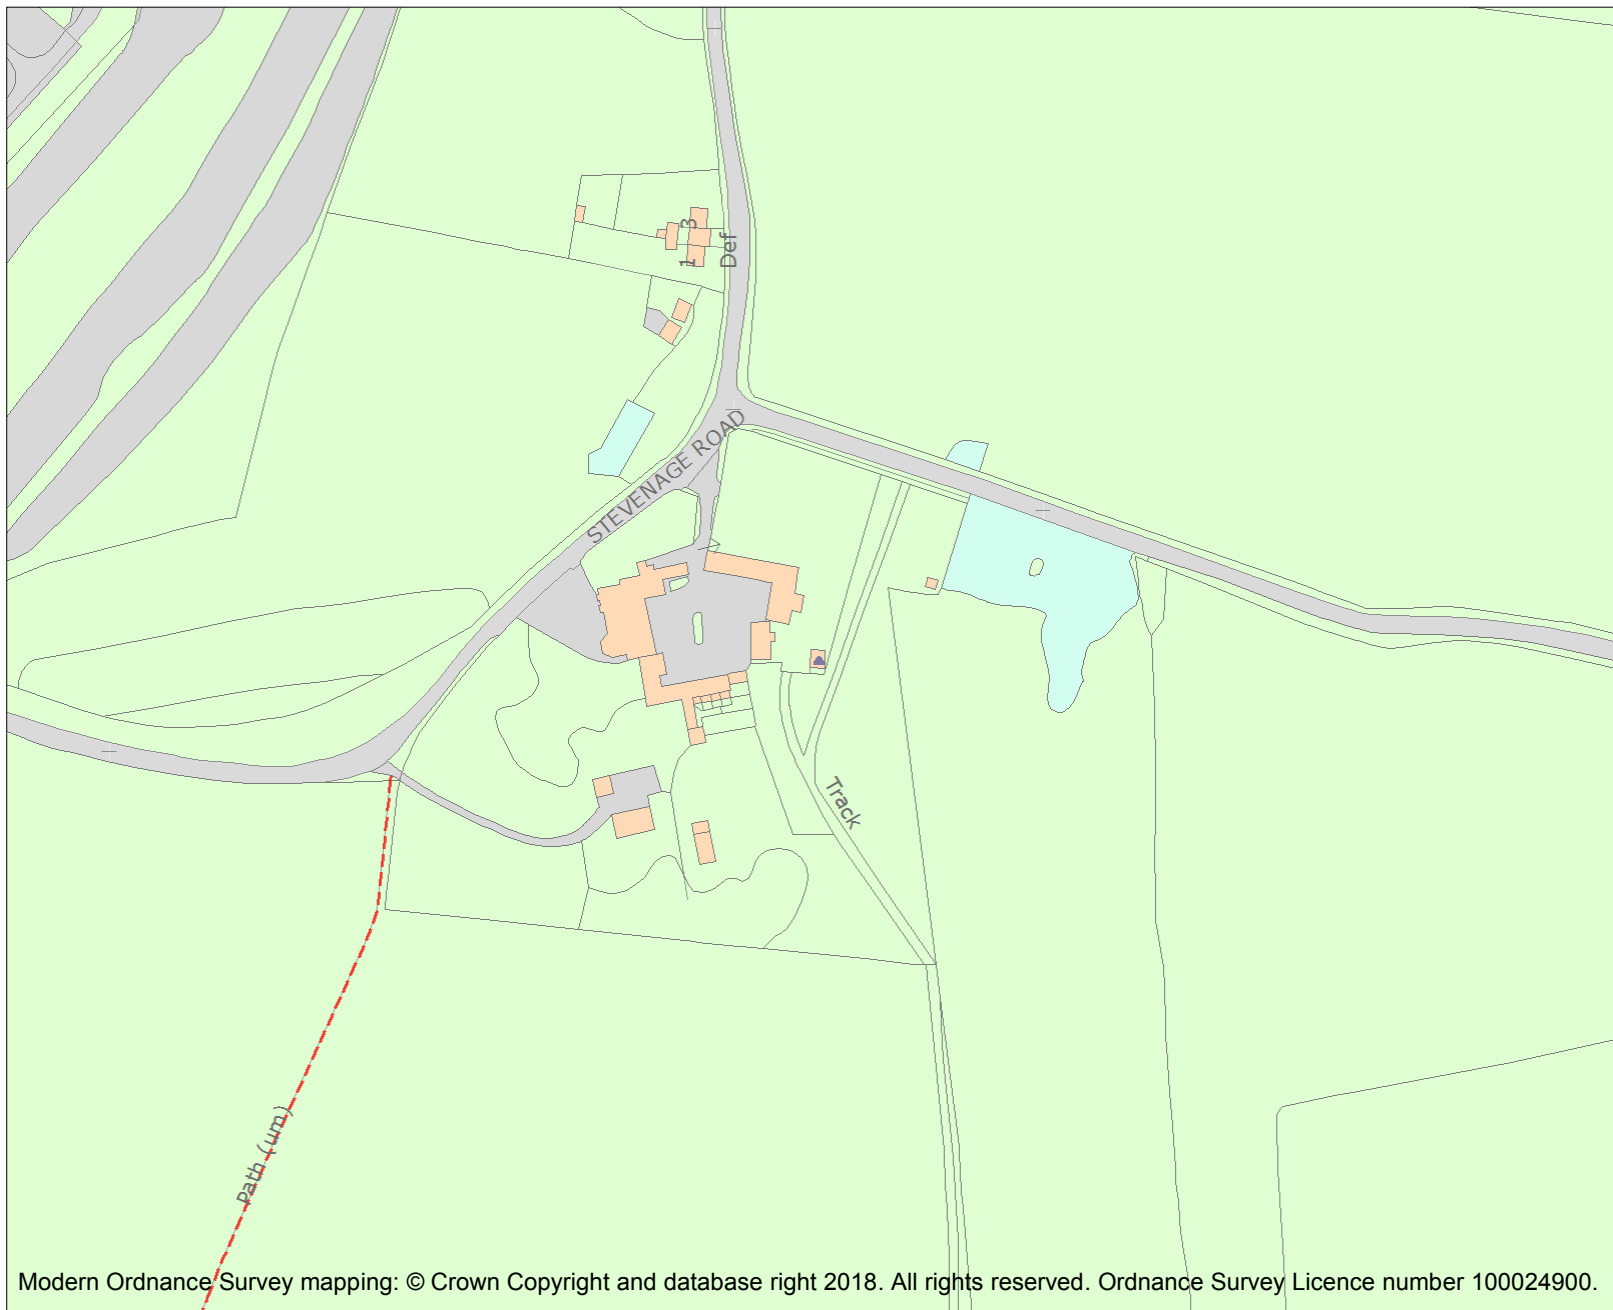 3
1
Def
STEVENAGE ROAD
Track
Path (um)
Modern Ordnance Survey mapping: © Crown Copyright and database right 2018. All rights reserved. Ordnance Survey Licence number 100024900.